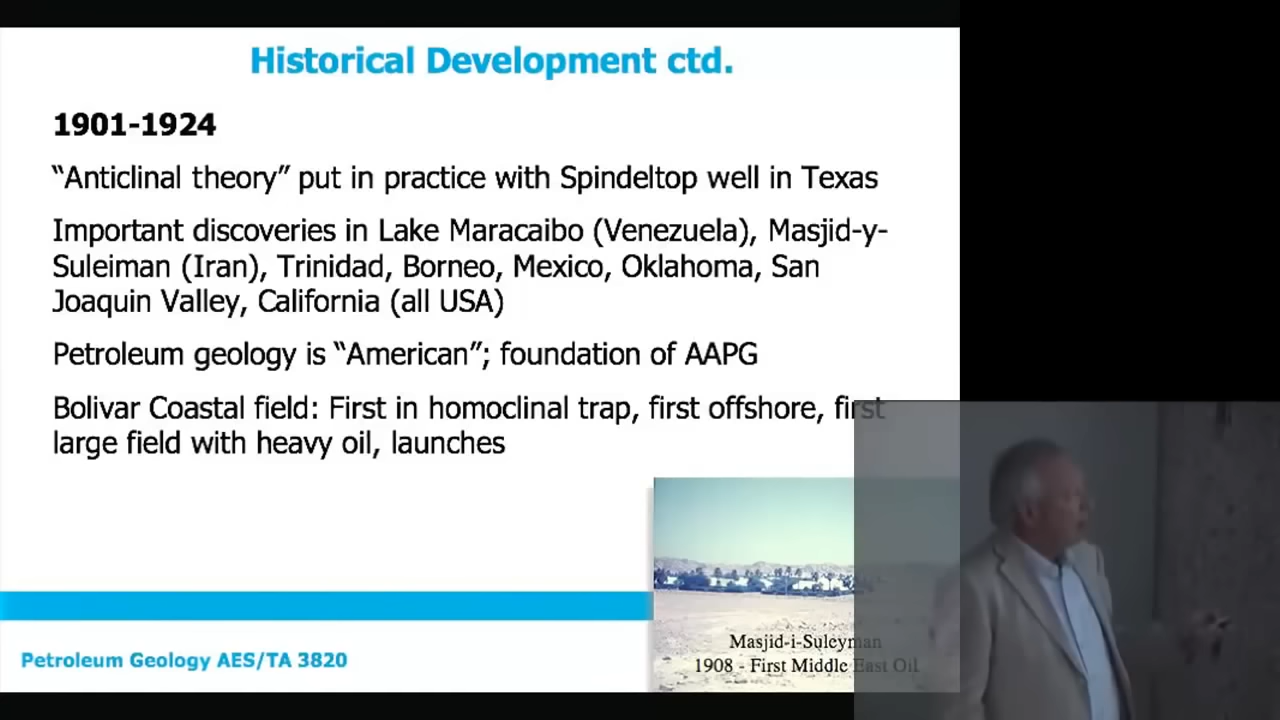 Historical Development ctd.
1901-1924
“Anticlinal theory” put in practice with Spindeltop well in Texas
Important discoveries in Lake Maracaibo (Venezuela), Masjid-y-
Suleiman (Iran), Trinidad, Borneo, Mexico, Oklahoma, San
Joaquin Valley, California (all USA)
Petroleum geology is “American”; foundation of AAPG
Bolivar Coastal field: First in homoclinal trap, first offshore, first
large field with heavy oil, launches
Masjid-i-Suleyman
1908 - First Middle East Oil
Petroleum Geology AES/TA 3820